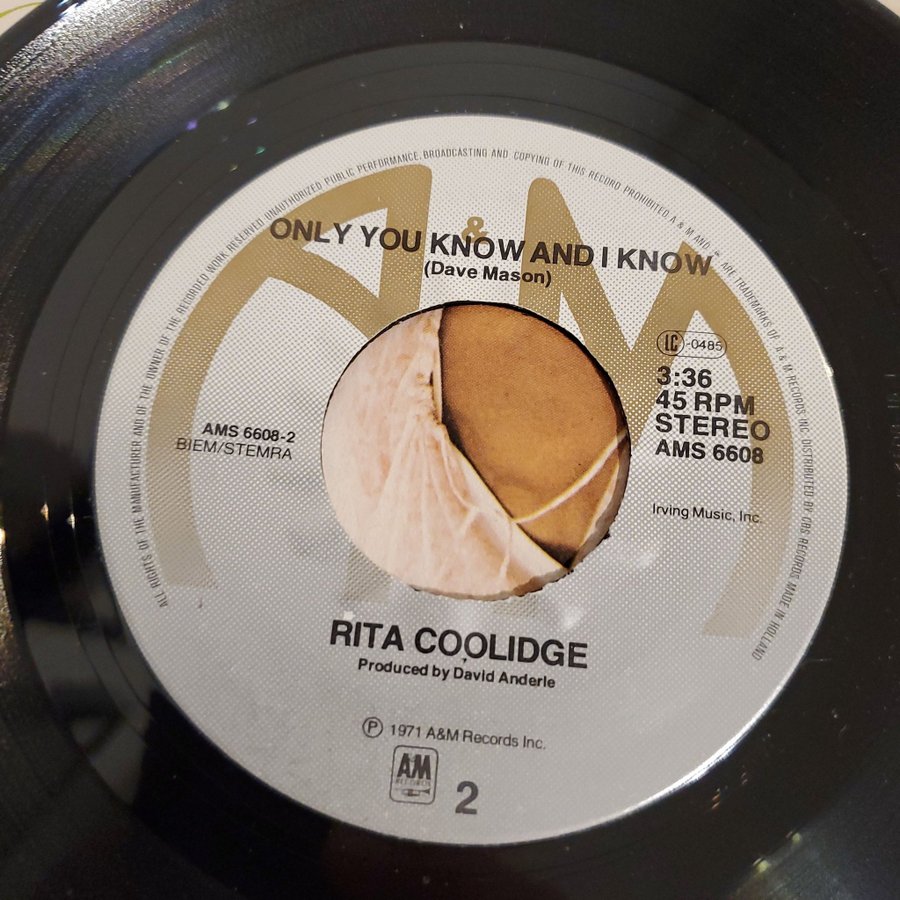 ALL RIGHTS OF THE MANUFACTURER AND OF THE OWNER OF THE RECORDED WORK RESERVED UNAUTHORIZED PUBLIC PERFORMANCE, BROADCASTING AND COPYING OF THIS RECORD PROHIBITED A & M AND ARE TRADEMARKS OF A & M RECORDS INC. DISTRIBUTED BY CBS RECORDS MADE IN HOLLAND
A&M
ONLY YOU KNOW AND I KNOW
(Dave Mason)
LC-0485
3:36
45 RPM
STEREO
AMS 6608
AMS 6608-2
BIEM/STEMRA
Irving Music, Inc.
RITA COOLIDGE
Produced by David Anderle
℗ 1971 A&M Records Inc.
AM
RECORDS
2